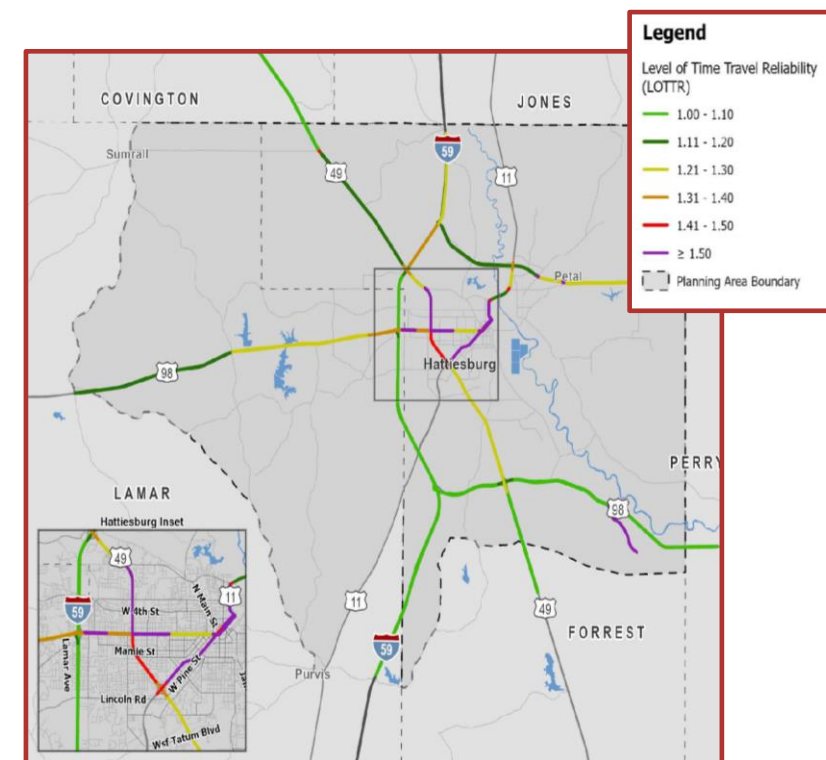 Legend
Level of Time Travel Reliability
(LOTTR)
1.00 - 1.10
1.11 - 1.20
1.21 - 1.30
1.31 - 1.40
1.41 - 1.50
≥ 1.50
Planning Area Boundary
COVINGTON
JONES
Sumrall
59
49
11
Petal
Hattiesburg
98
PERRY
LAMAR
98
Hattiesburg Inset
49
59
W 4th St
N Main St
11
Mamie St
Lamar Ave
W Pine St
Lincoln Rd
Wsf Tatum Blvd
11
49
FORREST
59
Purvis